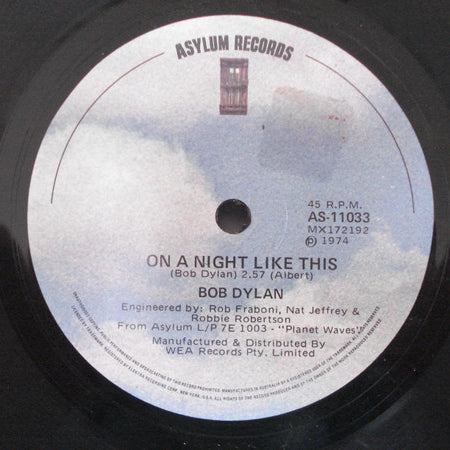 ASYLUM RECORDS
45 R.P.M.
AS-11033
MX172192
Ⓟ 1974
ON A NIGHT LIKE THIS
(Bob Dylan) 2.57 (Albert)
BOB DYLAN
Engineered by: Rob Fraboni, Nat Jeffrey &
Robbie Robertson
From Asylum L/P 7E 1003 - "Planet Waves"
Manufactured & Distributed By
WEA Records Pty. Limited